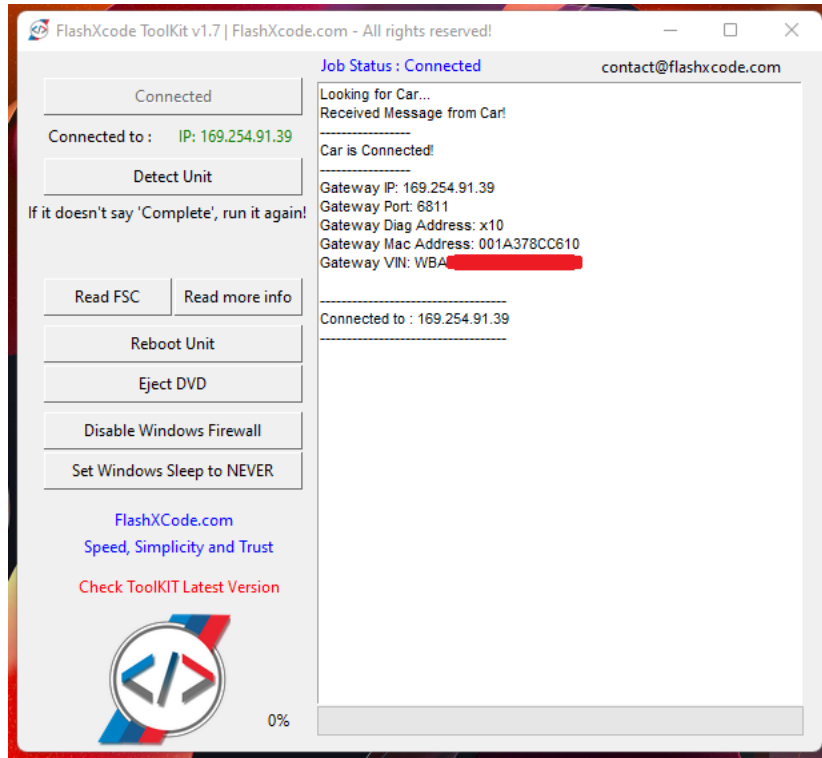 FlashXcode ToolKit v1.7 | FlashXcode.com - All rights reserved!
Job Status : Connected
contact@flashxcode.com
Connected
Connected to : IP: 169.254.91.39
Detect Unit
If it doesn't say 'Complete', run it again!
Read FSC
Read more info
Reboot Unit
Eject DVD
Disable Windows Firewall
Set Windows Sleep to NEVER
FlashXCode.com
Speed, Simplicity and Trust
Check ToolKIT Latest Version
</>
0%
Looking for Car...
Received Message from Car!
-----------------
Car is Connected!
-----------------
Gateway IP: 169.254.91.39
Gateway Port: 6811
Gateway Diag Address: x10
Gateway Mac Address: 001A378CC610
Gateway VIN: WBA
-----------------------------------
Connected to : 169.254.91.39
-----------------------------------